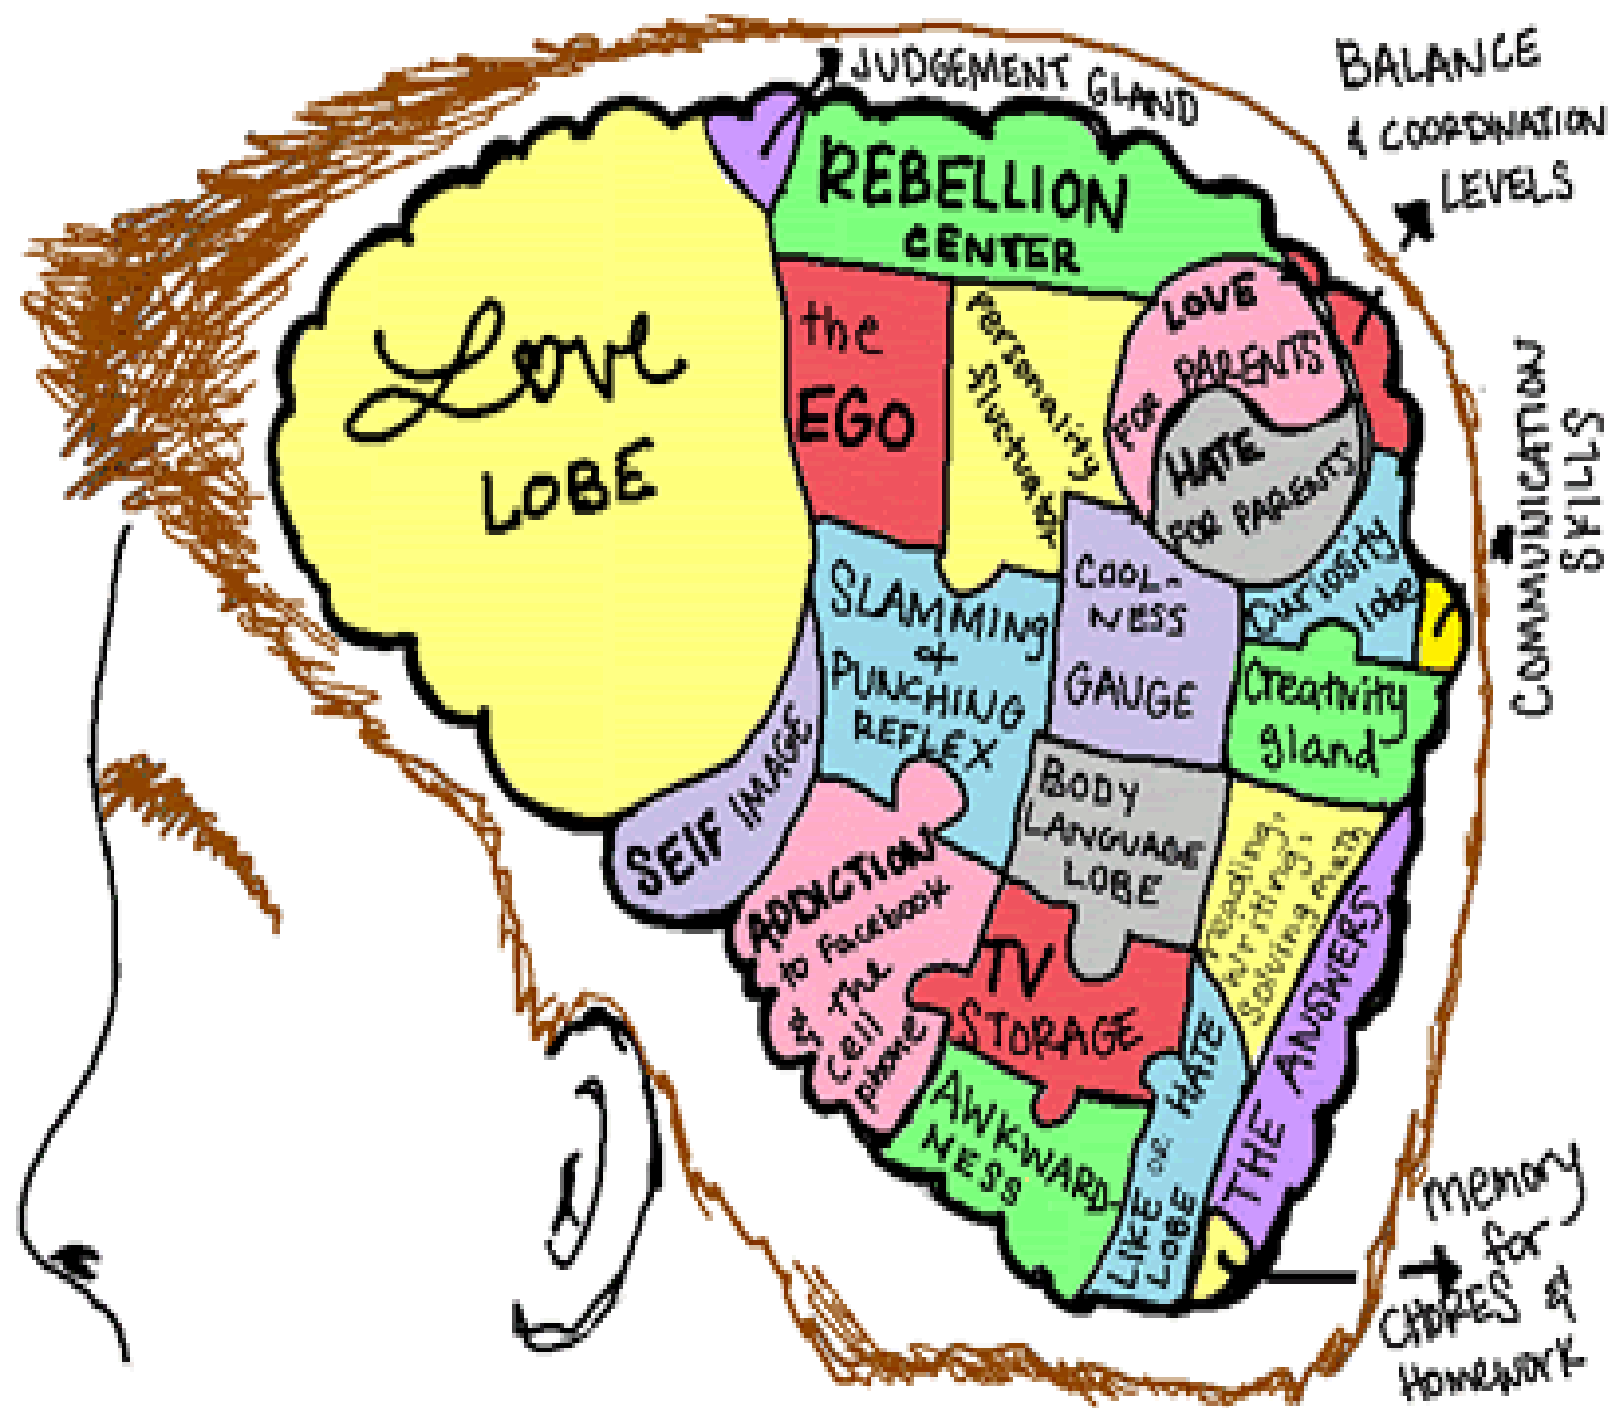 JUDGEMENT GLAND
BALANCE
& COORDINATION
LEVELS
REBELLION
CENTER
Love
LOBE
the
EGO
Personality
LOVE
FOR PARENTS
HATE
FOR PARENTS
COMMUNICATION
SKILLS
Curiosity
lobe
SLAMMING
&
PUNCHING
REFLEX
COOL-
NESS
GAUGE
Creativity
gland
SElF IMAGE
BODY
LANGUAGE
LOBE
reading,
writing,
solving math
ADDICTION
to Facebook
& The
Cell
phone
TV
STORAGE
THE ANSWERS
AWKWARD-
NESS
LIKE OR HATE
LOBE
memory
for
CHORES &
HOMEWORK